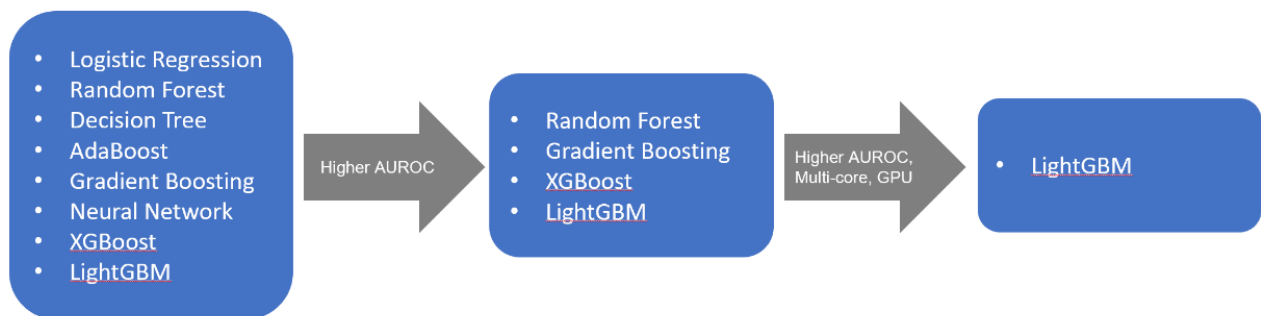 • Logistic Regression
• Random Forest
• Decision Tree
• AdaBoost
• Gradient Boosting
• Neural Network
• XGBoost
• LightGBM
Higher AUROC
• Random Forest
• Gradient Boosting
• XGBoost
• LightGBM
Higher AUROC,
Multi-core, GPU
• LightGBM